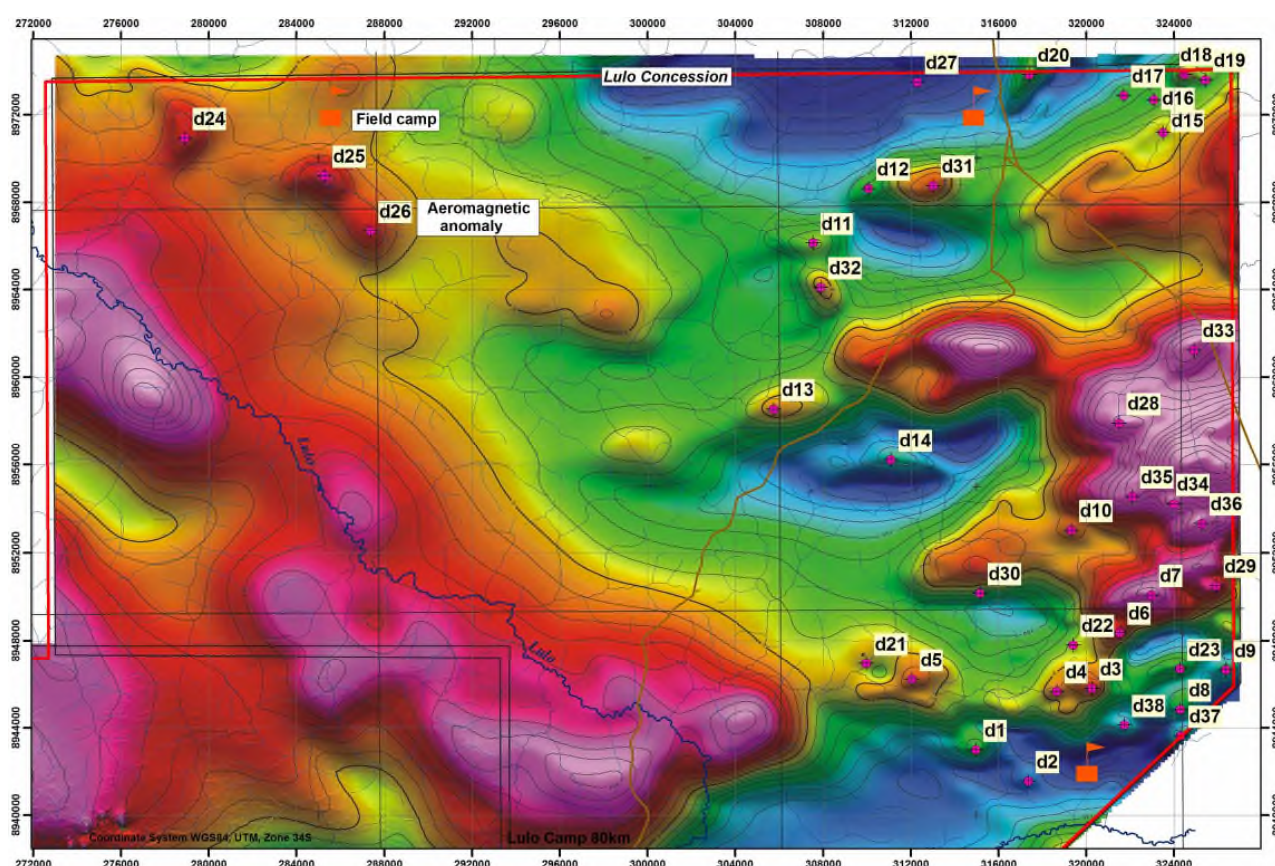 272000 276000 280000 284000 288000 292000 296000 300000 304000 308000 312000 316000 320000 324000
Lulo Concession
d27
d20
d17
d18
d19
d16
d15
8972000
d24
Field camp
d25
d12
d31
8968000
d26
Aeromagnetic
anomaly
d11
d32
8964000
d33
8960000
d13
d28
d14
8956000
Lulo
d35
d34
d36
d10
8952000
d7
d29
d30
d6
d22
8948000
Lulo
d21
d5
d4
d3
d23
d9
d8
d38
d37
8944000
d1
d2
8940000
Coordinate System WGS84, UTM, Zone 34S
Lulo Camp 80km
272000 276000 280000 284000 288000 292000 296000 300000 304000 308000 312000 316000 320000 324000